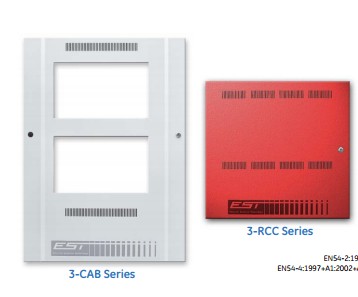 EST
EST
3-RCC Series
3-CAB Series
EN54-2:19
EN54-4:1997+A1:2002+